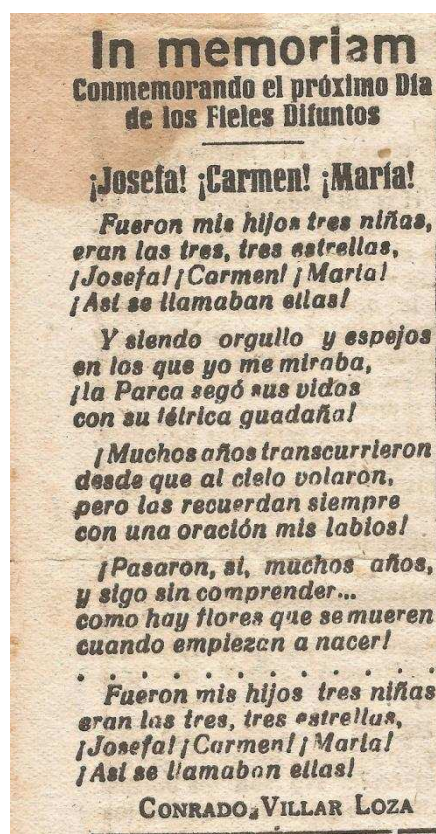 In memoriam
Conmemorando el próximo Día
de los Fieles Difuntos
¡Josefa! ¡Carmen! ¡María!
Fueron mis hijos tres niñas,
eran las tres, tres estrellas,
¡Josefa! ¡Carmen! ¡María!
¡Así se llamaban ellas!
Y siendo orgullo y espejos
en los que yo me miraba,
¡la Parca segó sus vidas
con su tétrica guadaña!
¡Muchos años transcurrieron
desde que al cielo volaron,
pero las recuerdan siempre
con una oración mis labios!
¡Pasaron, sí, muchos años,
y sigo sin comprender...
como hay flores que se mueren
cuando empiezan a nacer!
. . . . . . . . . . . . .
Fueron mis hijos tres niñas
eran las tres, tres estrellas,
¡Josefa! ¡Carmen! ¡María!
¡Así se llamaban ellas!
CONRADO VILLAR LOZA